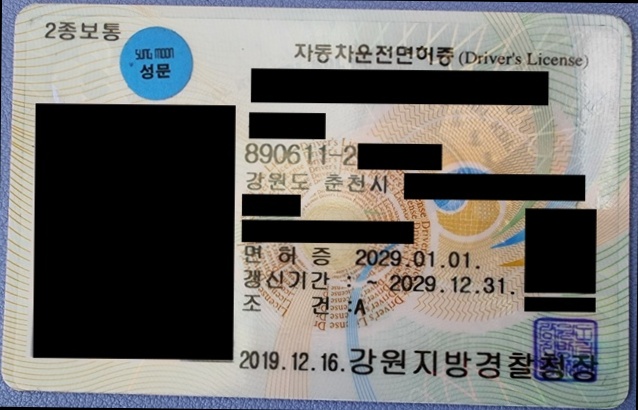 2종보통
sung moon
성문
자동차운전면허증 (Driver's License)
890611-2
강원도 춘천시
면 허 증 2029.01.01.
갱신기간 : ~ 2029.12.31.
조 건 :A
2019.12.16. 강원지방경찰청장